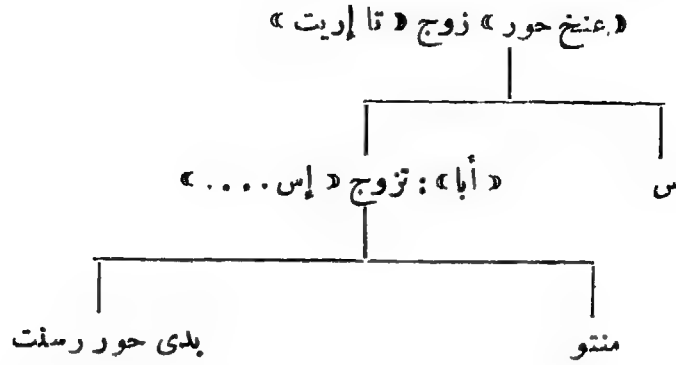 « عنخ حور » زوج « تا إريت »
« أبا » : تزوج « إس .... »
منتو
بدى حور رسنت